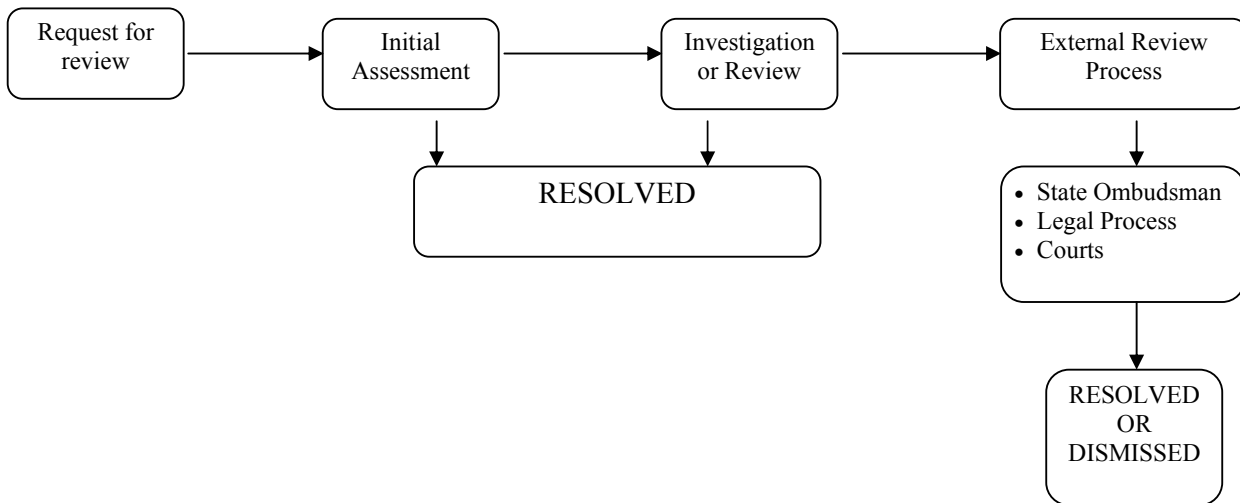 Request for
review
Initial
Assessment
Investigation
or Review
External Review
Process
RESOLVED
• State Ombudsman
• Legal Process
• Courts
RESOLVED
OR
DISMISSED